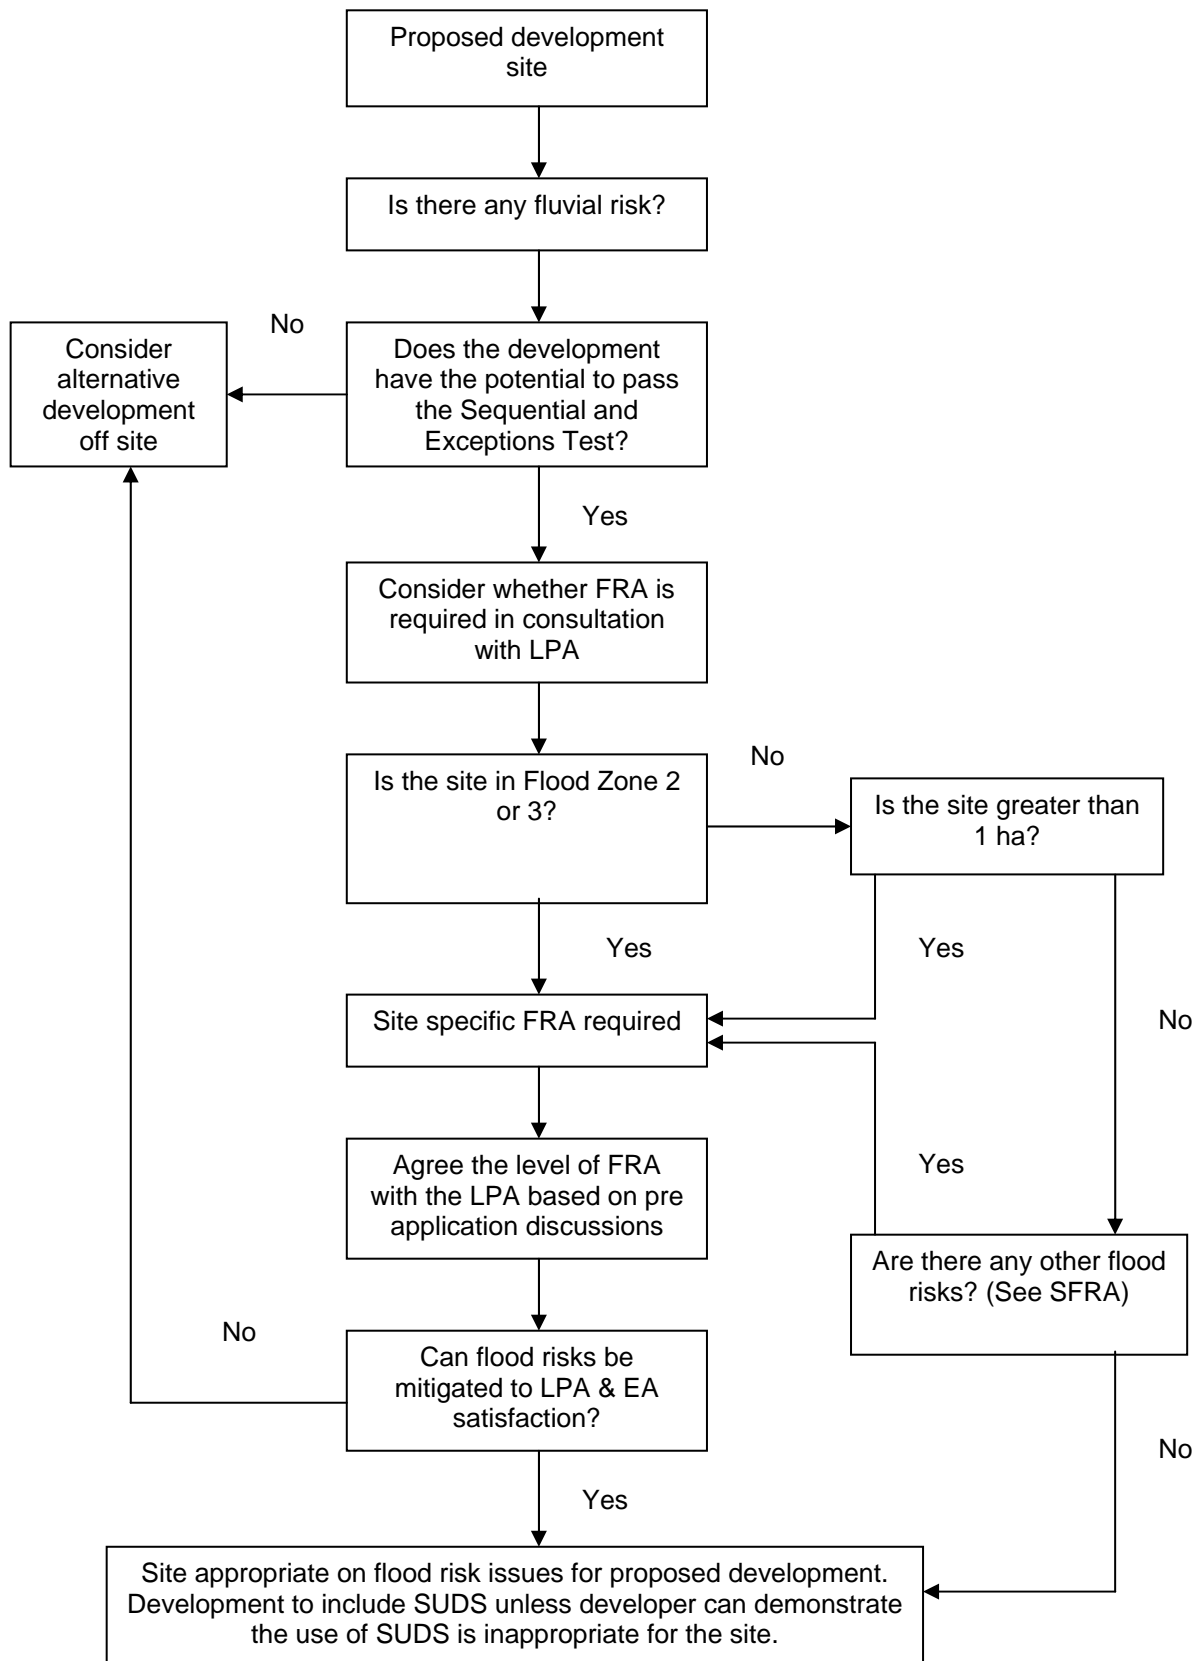 Proposed development
site
Is there any fluvial risk?
No
Consider
alternative
development
off site
Does the development
have the potential to pass
the Sequential and
Exceptions Test?
Yes
Consider whether FRA is
required in consultation
with LPA
Is the site in Flood Zone 2
or 3?
No
Is the site greater than
1 ha?
Yes
Yes
No
Site specific FRA required
Agree the level of FRA
with the LPA based on pre
application discussions
Yes
Are there any other flood
risks? (See SFRA)
No
Can flood risks be
mitigated to LPA & EA
satisfaction?
No
Yes
Site appropriate on flood risk issues for proposed development.
Development to include SUDS unless developer can demonstrate
the use of SUDS is inappropriate for the site.